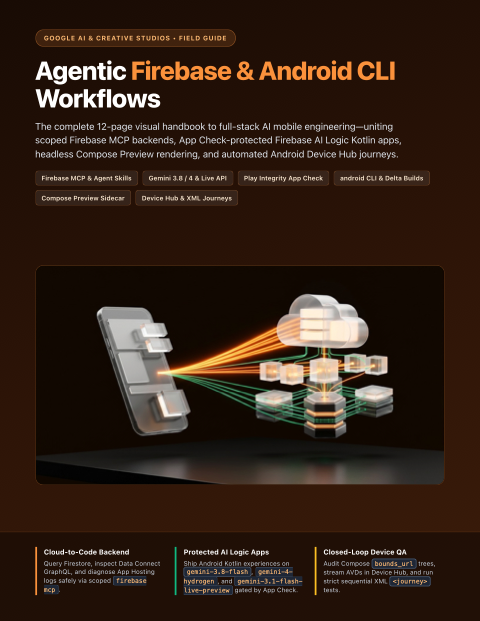 GOOGLE AI & CREATIVE STUDIOS • FIELD GUIDE
Agentic Firebase & Android CLI
Workflows
The complete 12-page visual handbook to full-stack AI mobile engineering—uniting
scoped Firebase MCP backends, App Check-protected Firebase AI Logic Kotlin apps,
headless Compose Preview rendering, and automated Android Device Hub journeys.
Firebase MCP & Agent Skills
Gemini 3.8 / 4 & Live API
Play Integrity App Check
android CLI & Delta Builds
Compose Preview Sidecar
Device Hub & XML Journeys
Cloud-to-Code Backend
Query Firestore, inspect Data Connect
GraphQL, and diagnose App Hosting
logs safely via scoped firebase
mcp.
Protected AI Logic Apps
Ship Android Kotlin experiences on
gemini-3.8-flash, gemini-4-
hydrogen, and gemini-3.1-flash-
live-preview gated by App Check.
Closed-Loop Device QA
Audit Compose bounds_url trees,
stream AVDs in Device Hub, and run
strict sequential XML <journey>
tests.